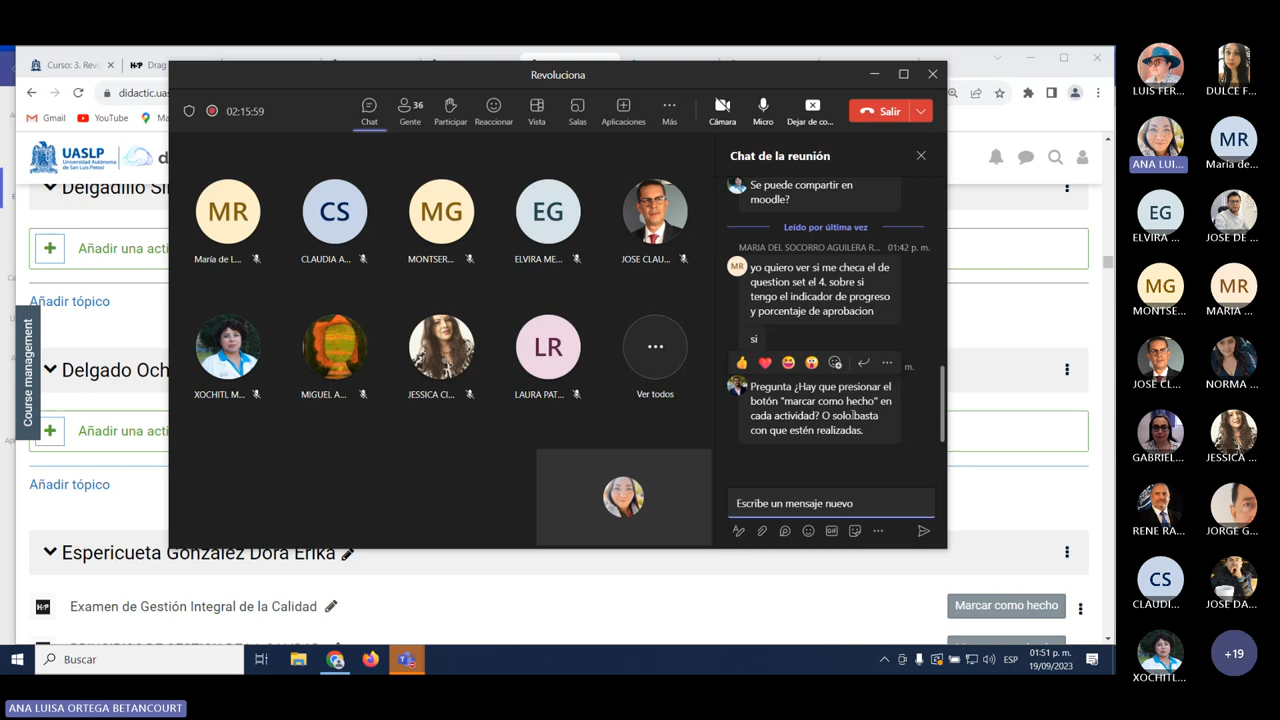 Curso: 3. Rev
H5P
Drag
didactic.ua
Gmail
YouTube
Ma
UASLP
Universidad Autónoma
de San Luis Potosí
d
Delgadillo Si
Añadir una acti
Añadir tópico
Course management
Delgado Och
Añadir una acti
Añadir tópico
Espericueta González Dora Erika
H5P
Examen de Gestión Integral de la Calidad
Marcar como hecho
Revoluciona
02:15:59
Chat
36
Gente
Participar
Reaccionar
Vista
Salas
Aplicaciones
Más
Cámara
Micro
Dejar de co...
Salir
MR
María de L...
CS
CLAUDIA A...
MG
MONTSER...
EG
ELVIRA ME...
JOSE CLAU...
XOCHITL M...
MIGUEL A...
JESSICA CI...
LR
LAURA PAT...
Ver todos
Chat de la reunión
Se puede compartir en
moodle?
Leído por última vez
MARIA DEL SOCORRO AGUILERA R...
01:42 p. m.
MR
yo quiero ver si me checa el de
question set el 4. sobre si
tengo el indicador de progreso
y porcentaje de aprobacion
si
m.
Pregunta ¿Hay que presionar el
botón "marcar como hecho" en
cada actividad? O solo basta
con que estén realizadas.
Escribe un mensaje nuevo
GIF
Buscar
ESP
01:51 p. m.
19/09/2023
LUIS FER...
DULCE F...
ANA LUI...
MR
María de...
EG
ELVIRA ...
JOSE DE...
MG
MONTSE...
MR
MARIA ...
JOSE CL...
NORMA ...
GABRIEL...
JESSICA ...
RENE RA...
JORGE G...
CS
CLAUDI...
JOSE DA...
XOCHITL...
+19
ANA LUISA ORTEGA BETANCOURT